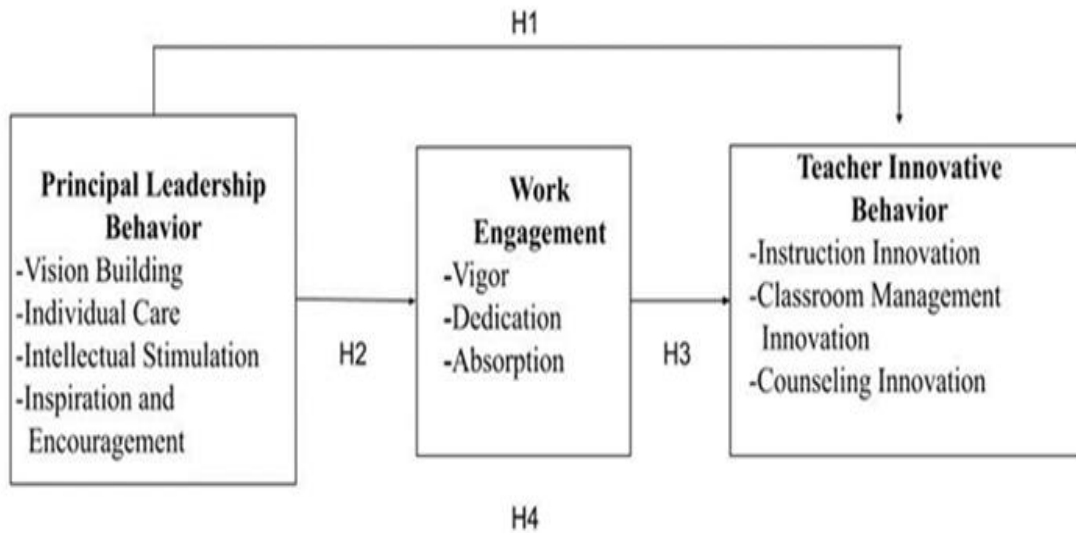 H1
Principal Leadership
Behavior
-Vision Building
-Individual Care
-Intellectual Stimulation
-Inspiration and
Encouragement
H2
Work
Engagement
-Vigor
-Dedication
-Absorption
H3
Teacher Innovative
Behavior
-Instruction Innovation
-Classroom Management
Innovation
-Counseling Innovation
H4